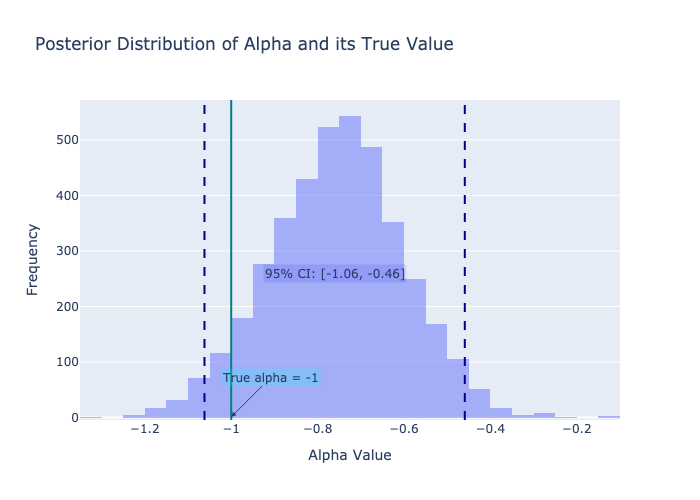 Posterior Distribution of Alpha and its True Value
500
400
300
200
100
0
Frequency
95% CI: [-1.06, -0.46]
True alpha = -1
−1.2
−1
−0.8
−0.6
−0.4
−0.2
Alpha Value